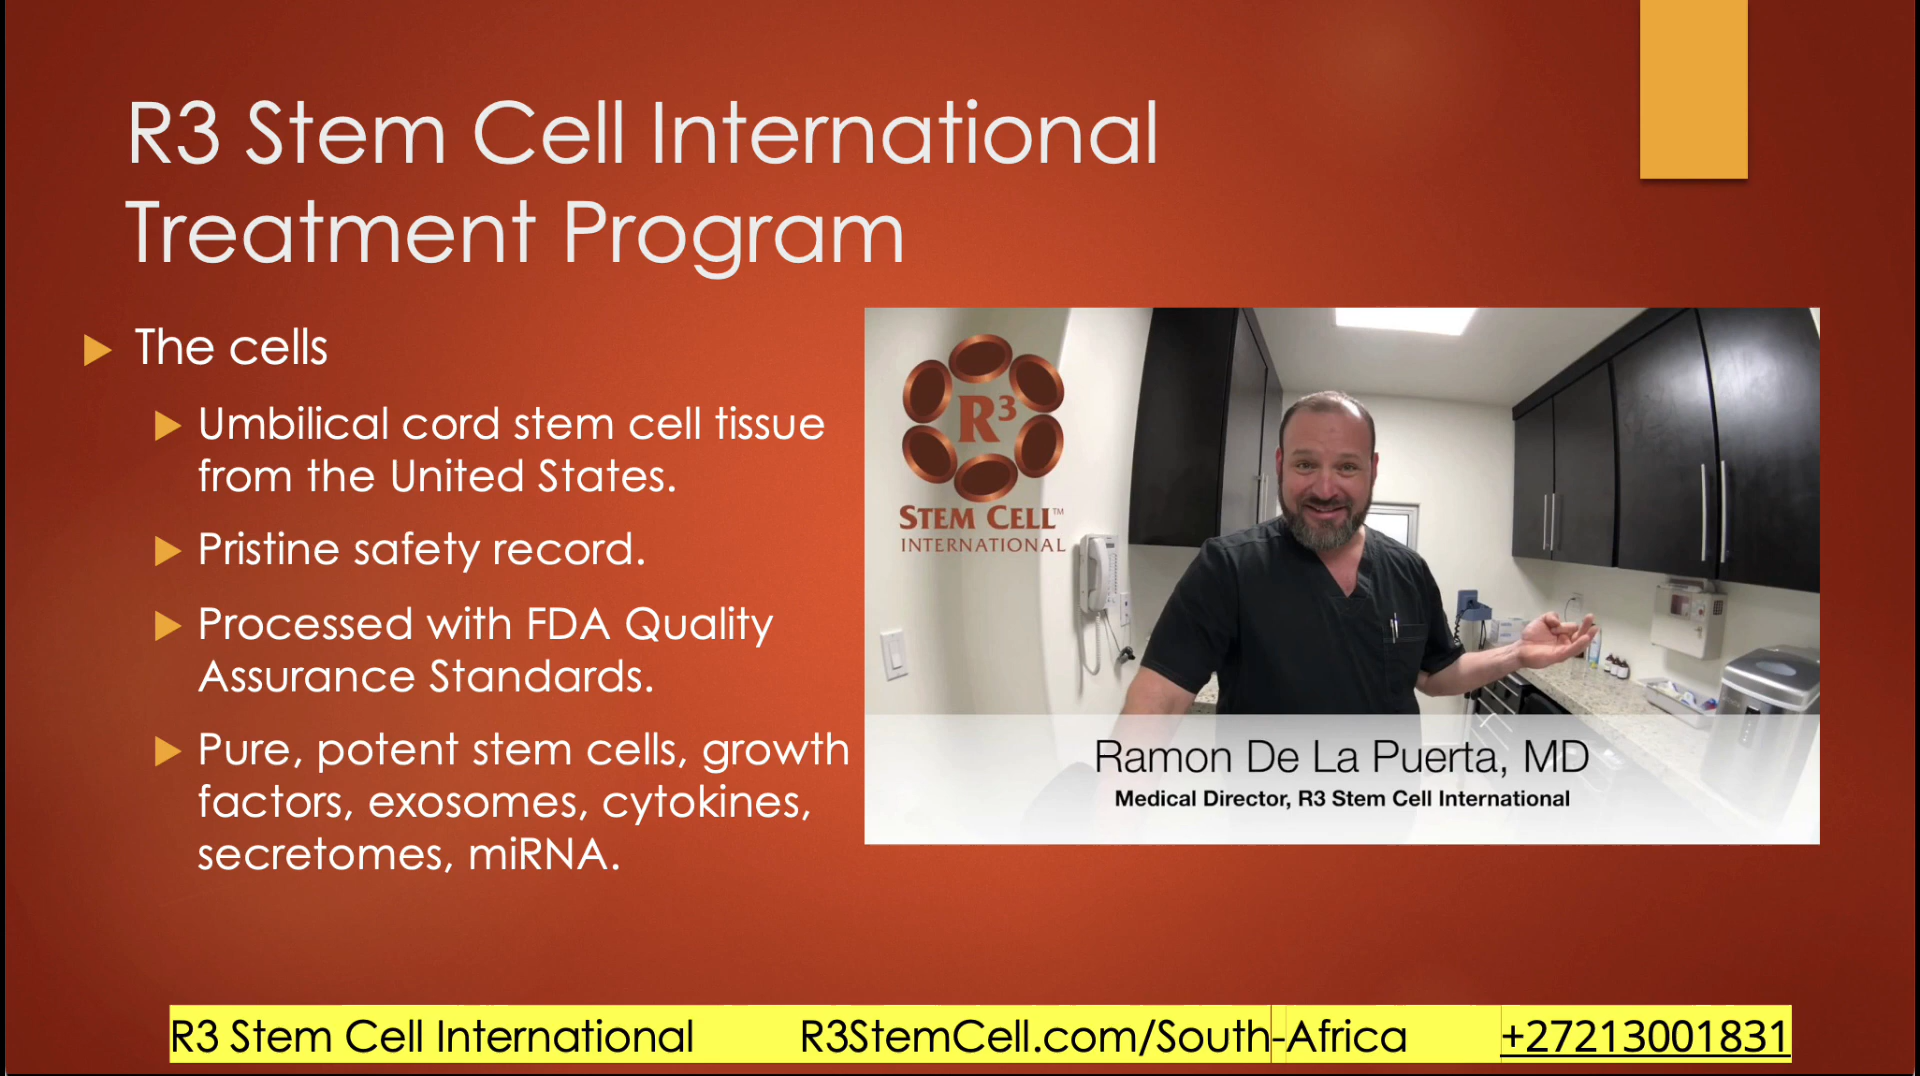 R3 Stem Cell International
Treatment Program
The cells
Umbilical cord stem cell tissue
from the United States.
Pristine safety record.
Processed with FDA Quality
Assurance Standards.
Pure, potent stem cells, growth
factors, exosomes, cytokines,
secretomes, miRNA.
R³
STEM CELL™
INTERNATIONAL
Ramon De La Puerta, MD
Medical Director, R3 Stem Cell International
R3 Stem Cell International R3StemCell.com/South-Africa +27213001831